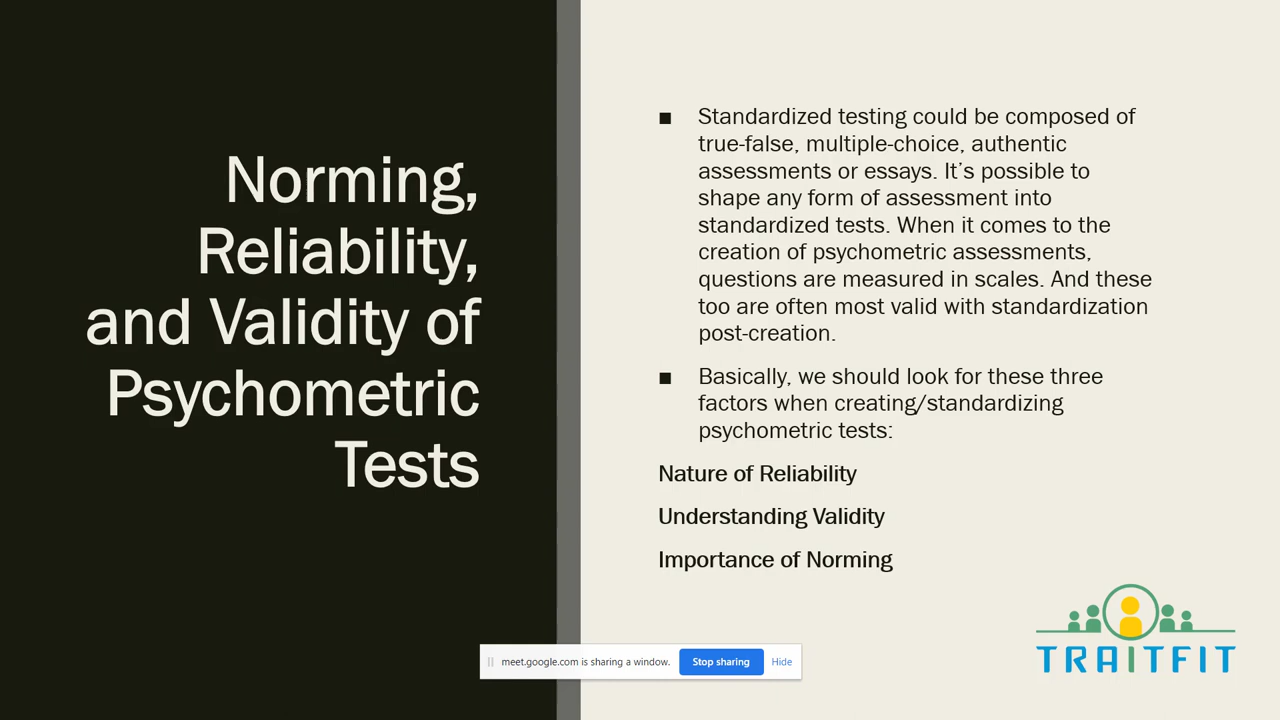 Norming,
Reliability,
and Validity of
Psychometric
Tests
■ Standardized testing could be composed of
true-false, multiple-choice, authentic
assessments or essays. It’s possible to
shape any form of assessment into
standardized tests. When it comes to the
creation of psychometric assessments,
questions are measured in scales. And these
too are often most valid with standardization
post-creation.
■ Basically, we should look for these three
factors when creating/standardizing
psychometric tests:
Nature of Reliability
Understanding Validity
Importance of Norming
TRAITFIT
meet.google.com is sharing a window. Stop sharing Hide